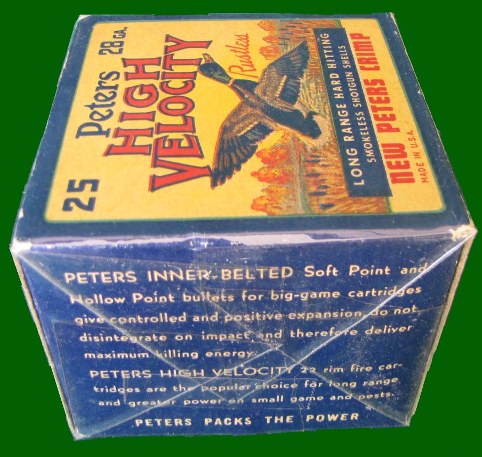 25
Peters 28 GA.
HIGH
VELOCITY
Rustless
LONG RANGE HARD HITTING
SMOKELESS SHOTGUN SHELLS
NEW PETERS CRIMP
MADE IN U.S.A.
PETERS INNER-BELTED Soft Point and
Hollow Point bullets for big-game cartridges
give controlled and positive expansion, do not
disintegrate on impact and therefore deliver
maximum killing energy.
PETERS HIGH VELOCITY 22 rim fire car-
tridges are the popular choice for long range
and greater power on small game and pests.
PETERS PACKS THE POWER